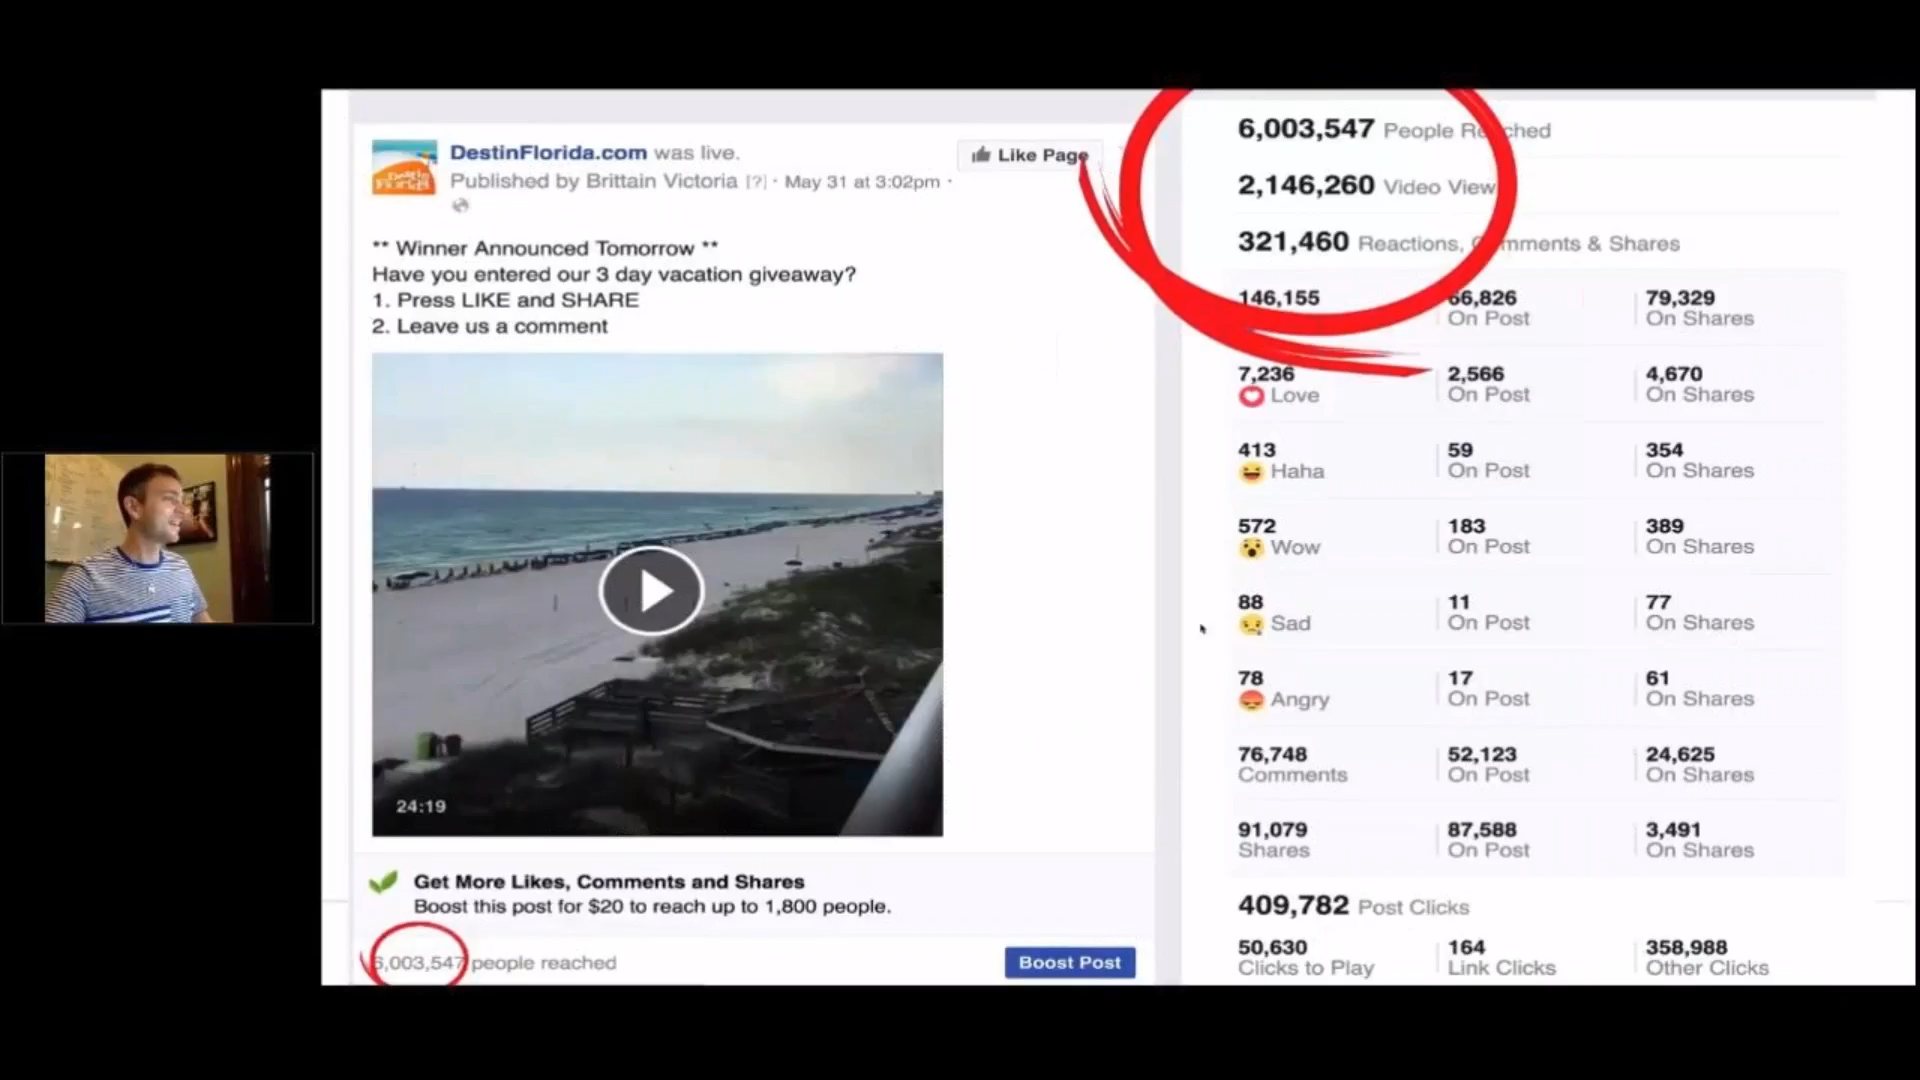 DestinFlorida.com was live.
Like Page
Published by Brittain Victoria [?] · May 31 at 3:02pm ·
** Winner Announced Tomorrow **
Have you entered our 3 day vacation giveaway?
1. Press LIKE and SHARE
2. Leave us a comment
24:19
Get More Likes, Comments and Shares
Boost this post for $20 to reach up to 1,800 people.
6,003,547 people reached
Boost Post
6,003,547 People Reached
2,146,260 Video View
321,460 Reactions, Comments & Shares
146,155 66,826 79,329
On Post On Shares
7,236 2,566 4,670
Love On Post On Shares
413 59 354
Haha On Post On Shares
572 183 389
Wow On Post On Shares
88 11 77
Sad On Post On Shares
78 17 61
Angry On Post On Shares
76,748 52,123 24,625
Comments On Post On Shares
91,079 87,588 3,491
Shares On Post On Shares
409,782 Post Clicks
50,630 164 358,988
Clicks to Play Link Clicks Other Clicks